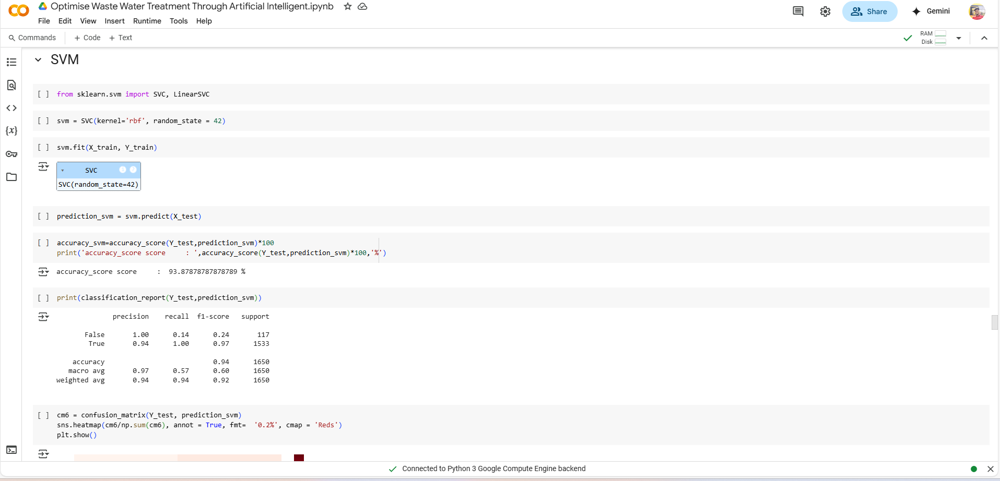 Optimise Waste Water Treatment Through Artificial Intelligent.ipynb
File Edit View Insert Runtime Tools Help
Share
Gemini
Commands + Code + Text
RAM
Disk
SVM
[ ] from sklearn.svm import SVC, LinearSVC
[ ] svm = SVC(kernel='rbf', random_state = 42)
[ ] svm.fit(X_train, Y_train)
SVC i ?
SVC(random_state=42)
[ ] prediction_svm = svm.predict(X_test)
[ ] accuracy_svm=accuracy_score(Y_test,prediction_svm)*100
print('accuracy_score score     : ',accuracy_score(Y_test,prediction_svm)*100,'%')
accuracy_score score     :  93.87878787878789 %
[ ] print(classification_report(Y_test,prediction_svm))
precision    recall  f1-score   support
False       1.00      0.14      0.24       117
True       0.94      1.00      0.97      1533
accuracy                           0.94      1650
macro avg       0.97      0.57      0.60      1650
weighted avg       0.94      0.94      0.92      1650
[ ] cm6 = confusion_matrix(Y_test, prediction_svm)
sns.heatmap(cm6/np.sum(cm6), annot = True, fmt=  '0.2%', cmap = 'Reds')
plt.show()
Connected to Python 3 Google Compute Engine backend